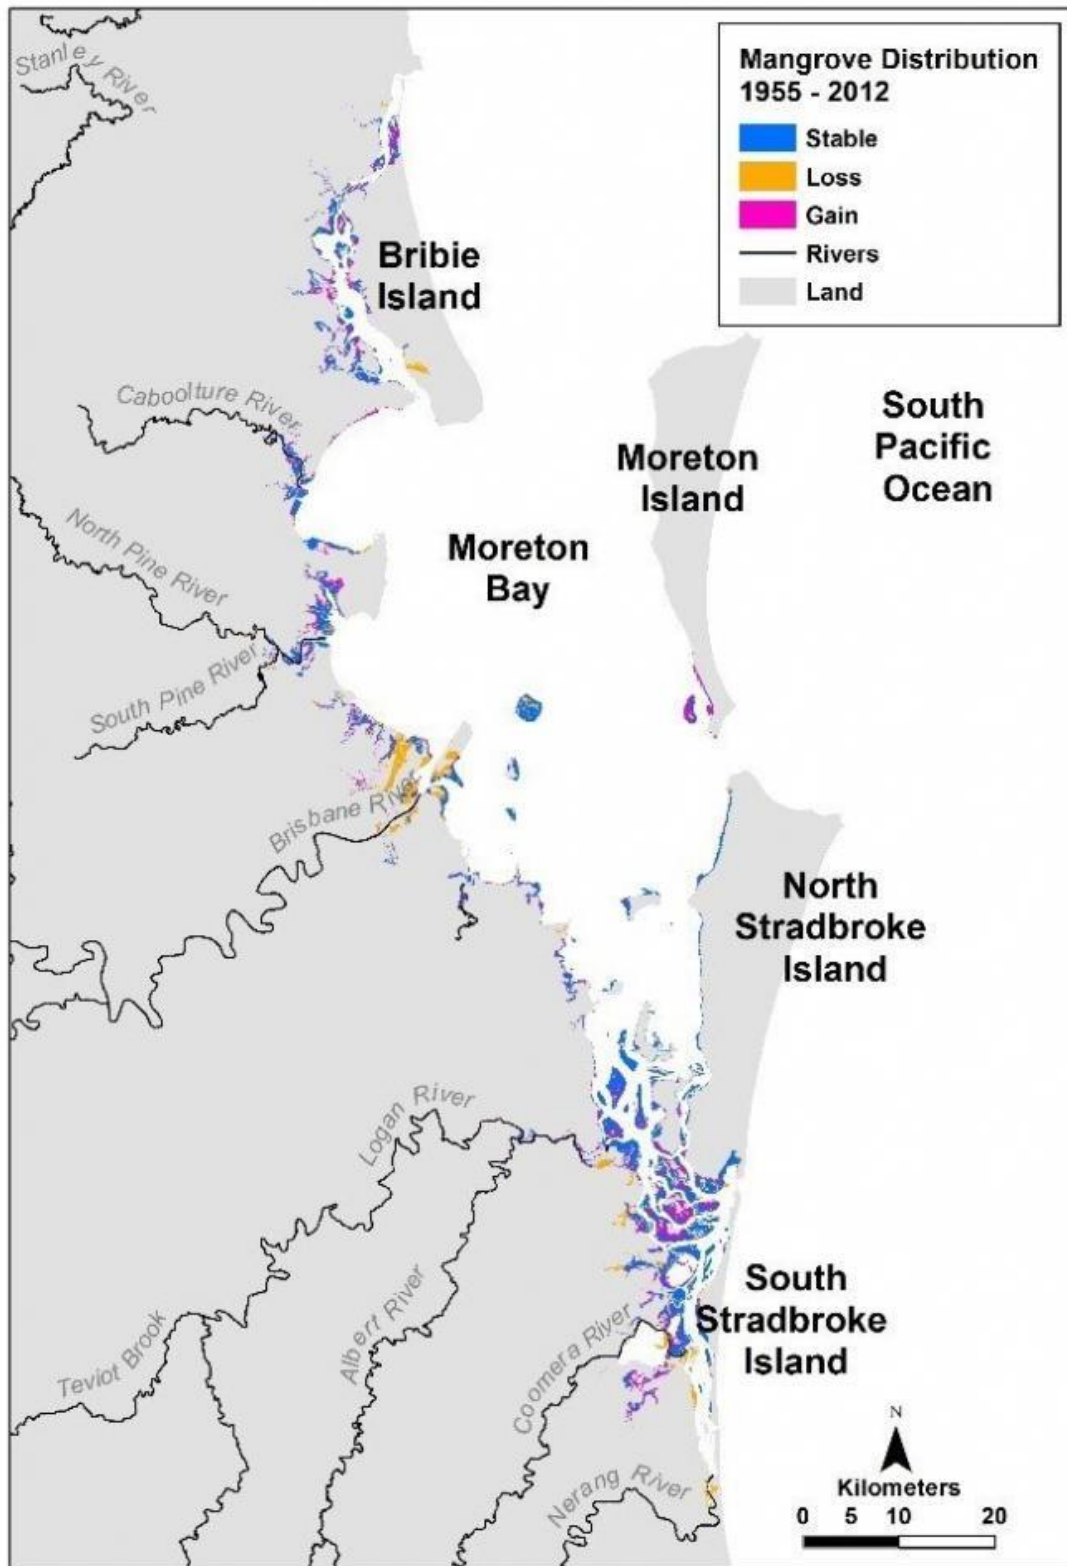 Mangrove Distribution
1955 - 2012
Stable
Loss
Gain
Rivers
Land
Stanley River
Bribie
Island
Caboolture River
South
Pacific
Ocean
Moreton
Island
North Pine River
Moreton
Bay
South Pine River
Brisbane River
North
Stradbroke
Island
Logan River
Albert River
South
Stradbroke
Island
Teviot Brook
Coomera River
Nerang River
N
Kilometers
0 5 10 20